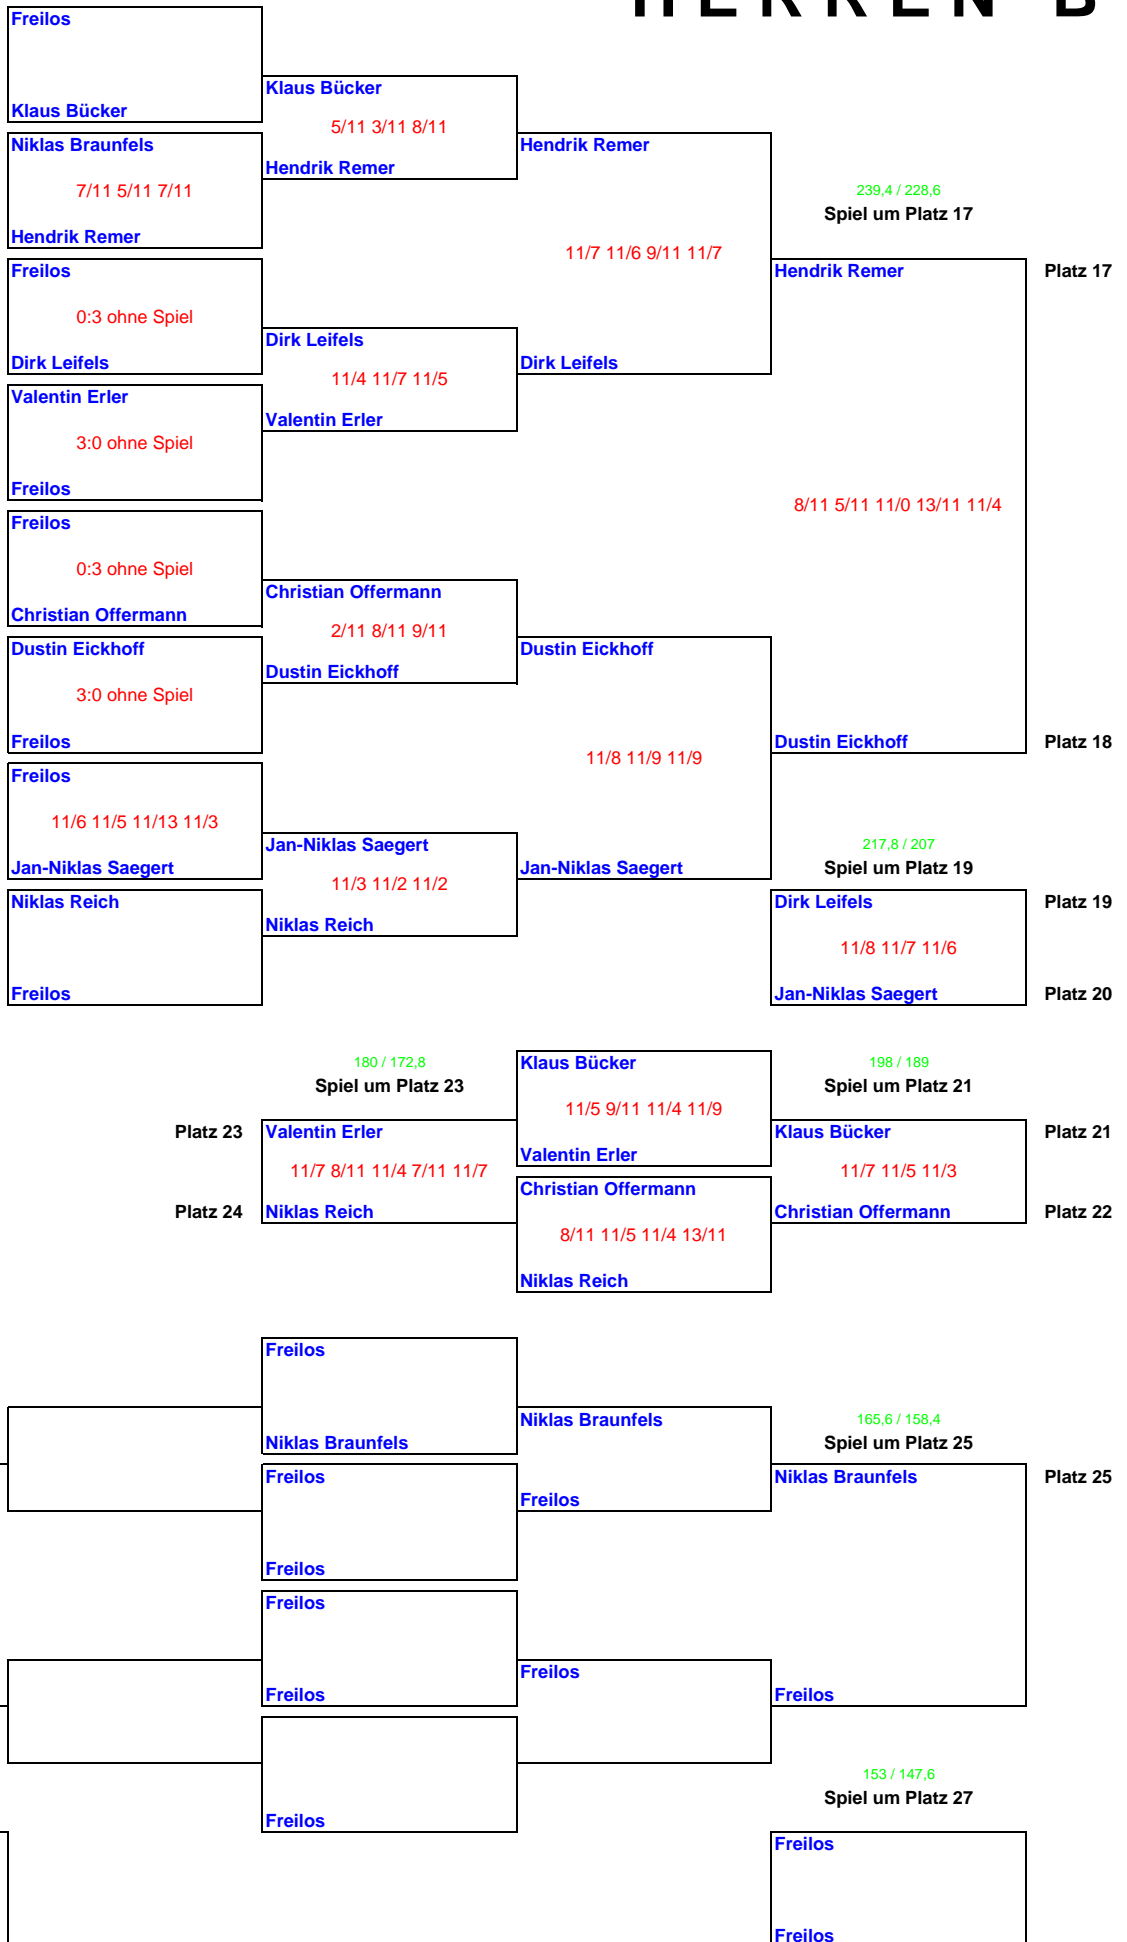 HERREN B
Freilos
Klaus Bücker
Klaus Bücker
5/11 3/11 8/11
Niklas Braunfels
Hendrik Remer
Hendrik Remer
7/11 5/11 7/11
239,4 / 228,6
Spiel um Platz 17
Hendrik Remer
11/7 11/6 9/11 11/7
Freilos
Hendrik Remer
Platz 17
0:3 ohne Spiel
Dirk Leifels
Dirk Leifels
Dirk Leifels
11/4 11/7 11/5
Valentin Erler
Valentin Erler
3:0 ohne Spiel
Freilos
8/11 5/11 11/0 13/11 11/4
Freilos
0:3 ohne Spiel
Christian Offermann
Christian Offermann
2/11 8/11 9/11
Dustin Eickhoff
Dustin Eickhoff
Dustin Eickhoff
3:0 ohne Spiel
Freilos
Dustin Eickhoff
Platz 18
11/8 11/9 11/9
Freilos
11/6 11/5 11/13 11/3
Jan-Niklas Saegert
217,8 / 207
Jan-Niklas Saegert
Jan-Niklas Saegert
Spiel um Platz 19
11/3 11/2 11/2
Niklas Reich
Dirk Leifels
Platz 19
Niklas Reich
11/8 11/7 11/6
Freilos
Jan-Niklas Saegert
Platz 20
180 / 172,8
Klaus Bücker
198 / 189
Spiel um Platz 23
Spiel um Platz 21
11/5 9/11 11/4 11/9
Platz 23
Valentin Erler
Klaus Bücker
Platz 21
Valentin Erler
11/7 8/11 11/4 7/11 11/7
11/7 11/5 11/3
Christian Offermann
Platz 24
Niklas Reich
Christian Offermann
Platz 22
8/11 11/5 11/4 13/11
Niklas Reich
Freilos
Niklas Braunfels
165,6 / 158,4
Niklas Braunfels
Spiel um Platz 25
Freilos
Niklas Braunfels
Platz 25
Freilos
Freilos
Freilos
Freilos
Freilos
Freilos
153 / 147,6
Spiel um Platz 27
Freilos
Freilos
Freilos